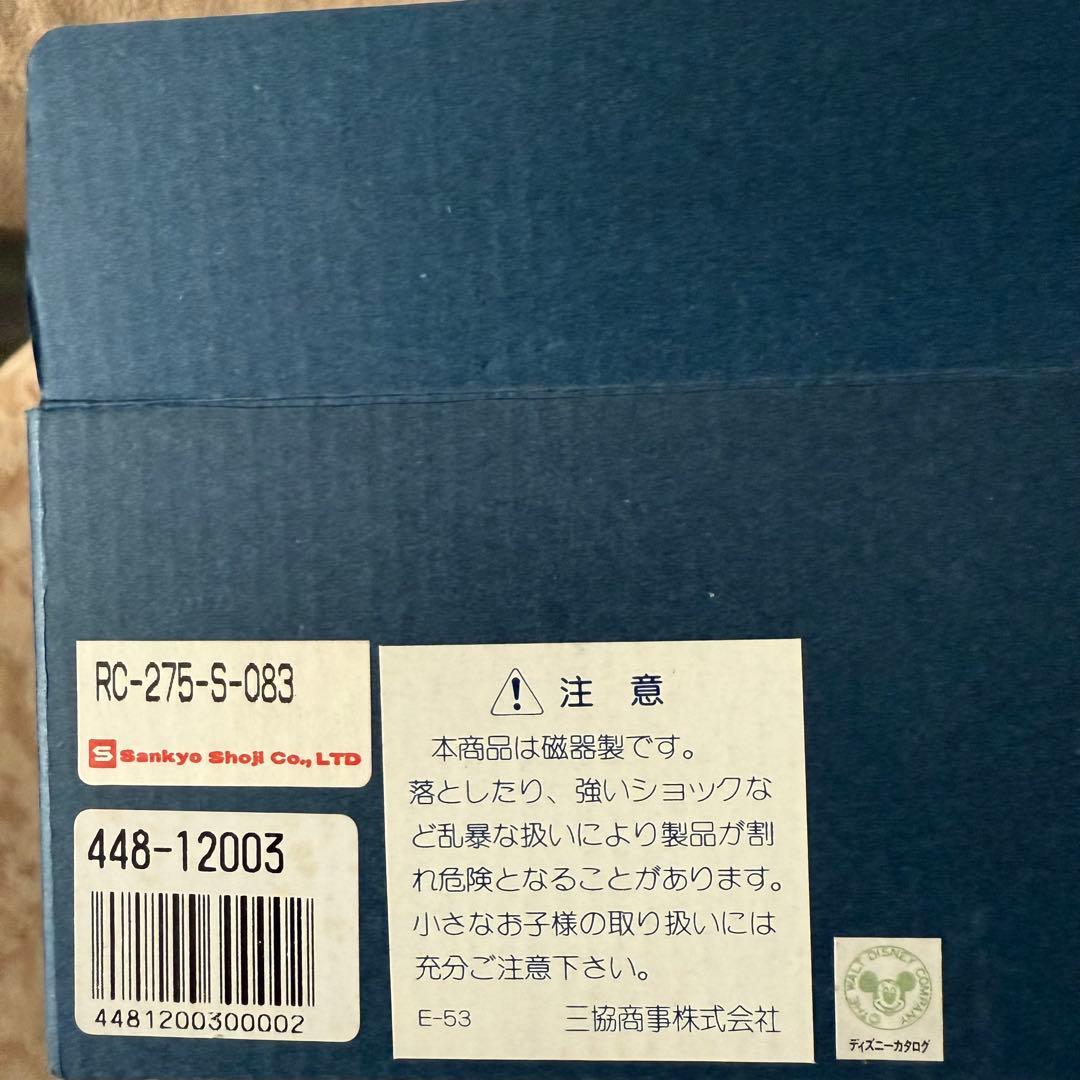 RC-275-S-083
S Sankyo Shoji Co., LTD
448-12003
4481200300002
注 意
本商品は磁器製です。
落としたり、強いショックな
ど乱暴な扱いにより製品が割
れ危険となることがあります。
小さなお子様の取り扱いには
充分ご注意下さい。
E-53 三協商事株式会社
©THE WALT DISNEY COMPANY
ディズニーカタログ